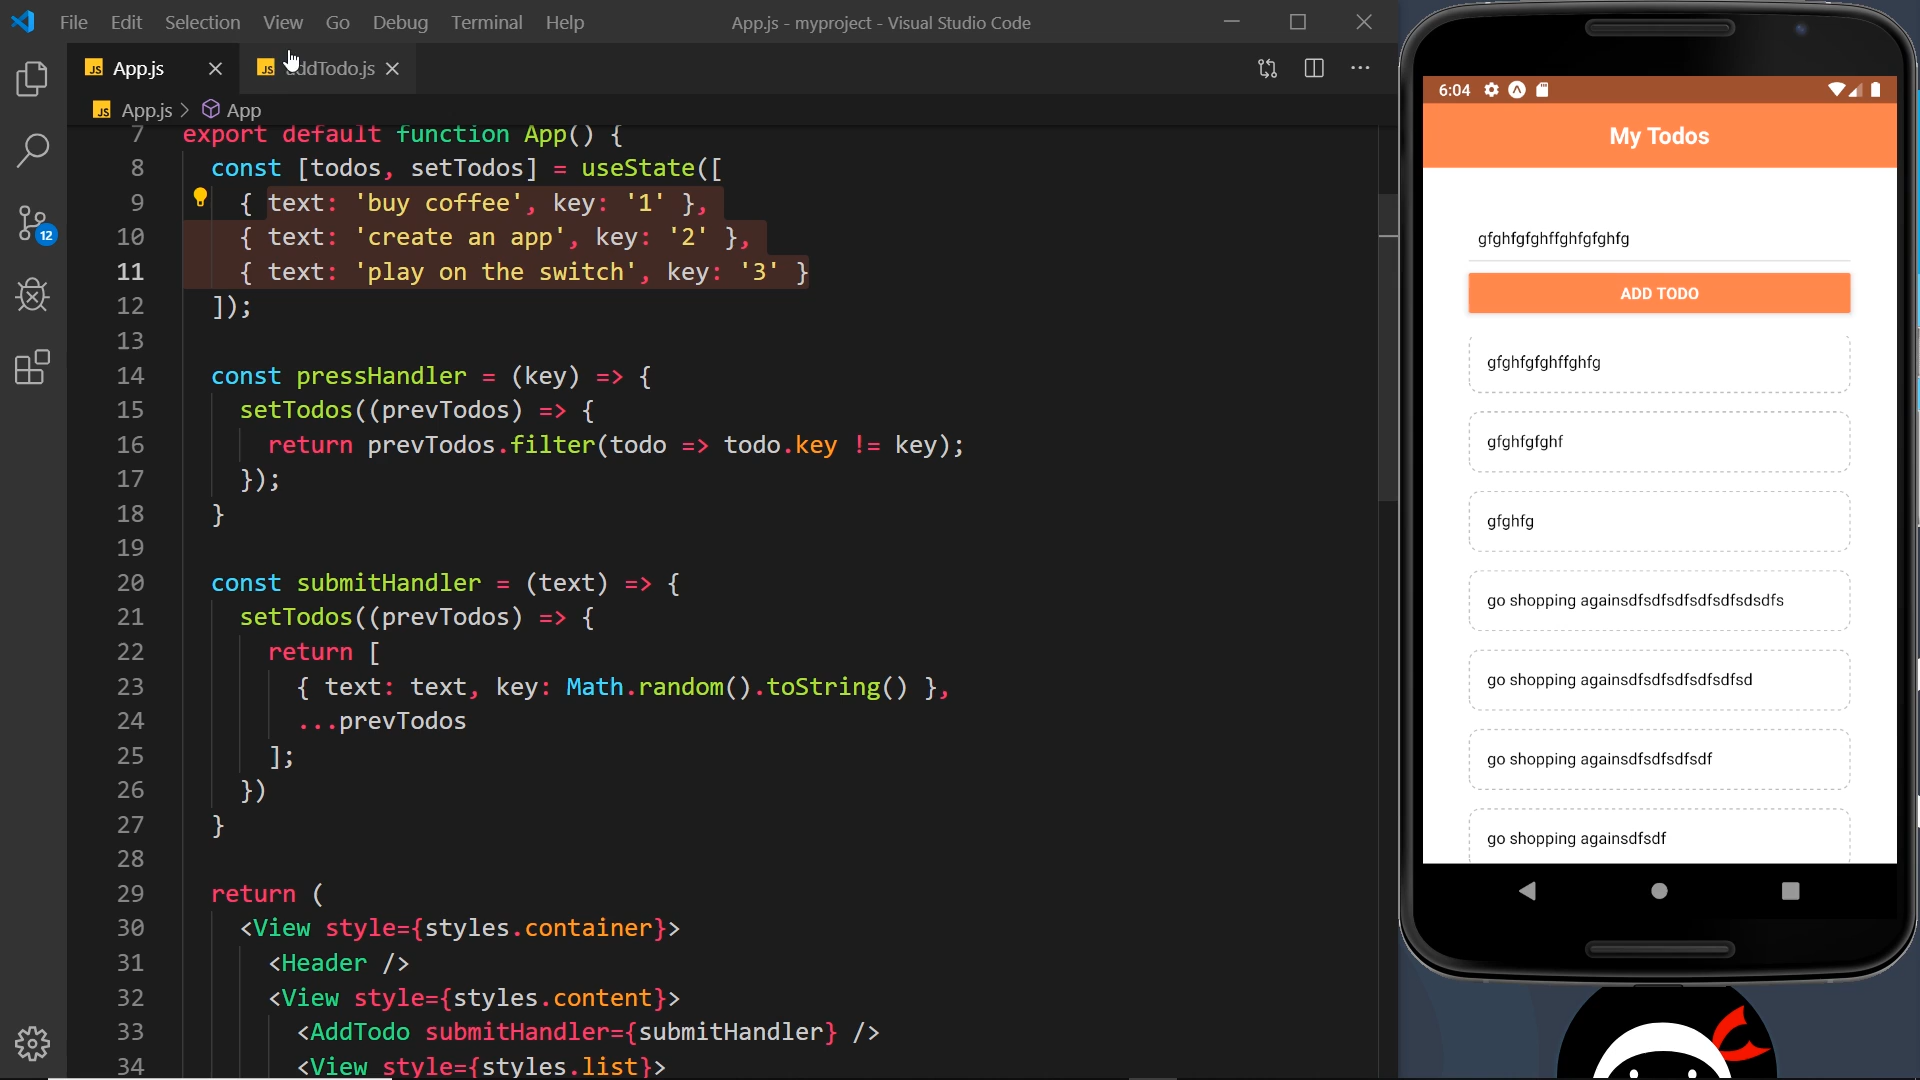 File Edit Selection View Go Debug Terminal Help
App.js - myproject - Visual Studio Code
JS App.js
JS addTodo.js
JS App.js > App
7 export default function App() {
8 const [todos, setTodos] = useState([
9 { text: 'buy coffee', key: '1' },
10 { text: 'create an app', key: '2' },
11 { text: 'play on the switch', key: '3' }
12 ]);
13
14 const pressHandler = (key) => {
15 setTodos((prevTodos) => {
16 return prevTodos.filter(todo => todo.key != key);
17 });
18 }
19
20 const submitHandler = (text) => {
21 setTodos((prevTodos) => {
22 return [
23 { text: text, key: Math.random().toString() },
24 ...prevTodos
25 ];
26 })
27 }
28
29 return (
30 <View style={styles.container}>
31 <Header />
32 <View style={styles.content}>
33 <AddTodo submitHandler={submitHandler} />
34 <View style={styles.list}>
12
6:04
My Todos
gfghfgfghffghfgfghfg
ADD TODO
gfghfgfghffghfg
gfghfgfghf
gfghfg
go shopping againsdfsdfsdfsdfsdfsdsdfs
go shopping againsdfsdfsdfsdfsdfsd
go shopping againsdfsdfsdfsdf
go shopping againsdfsdf